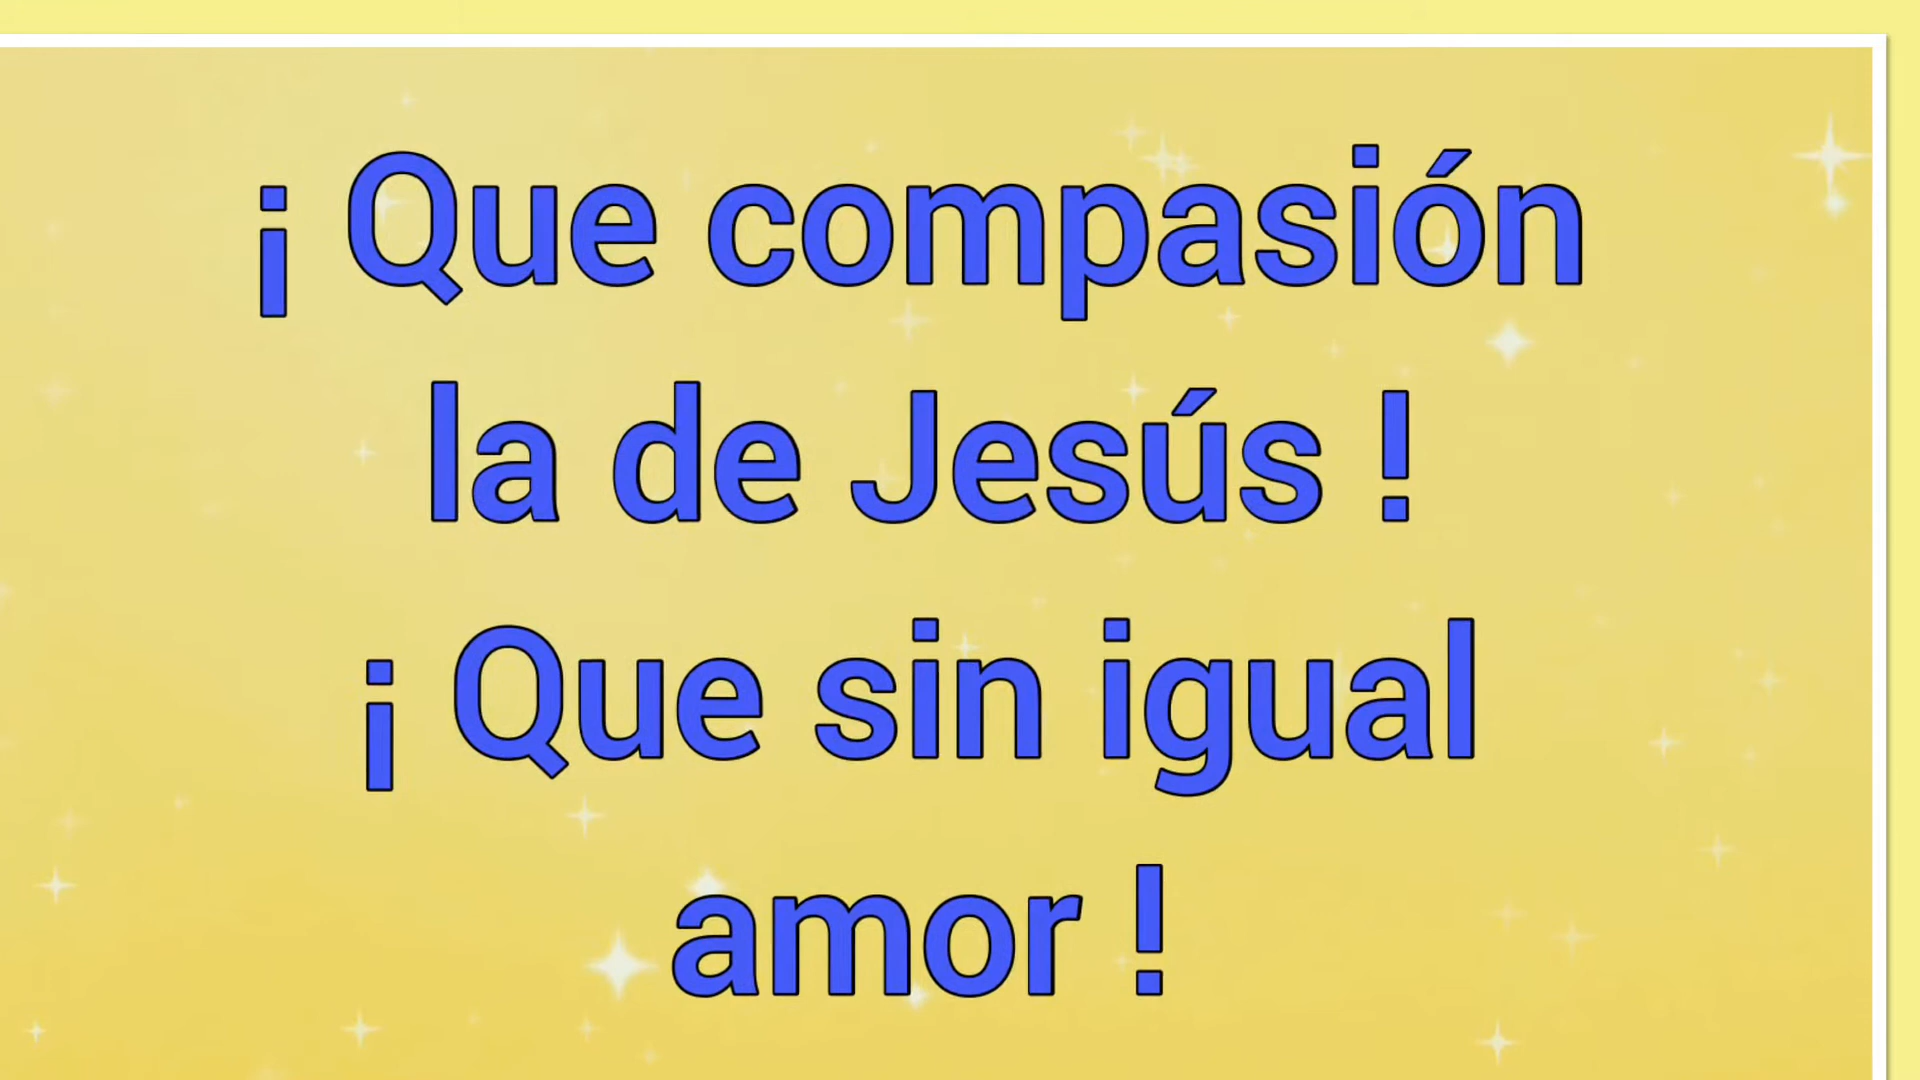 ¡ Que compasión
la de Jesús !
¡ Que sin igual
amor !